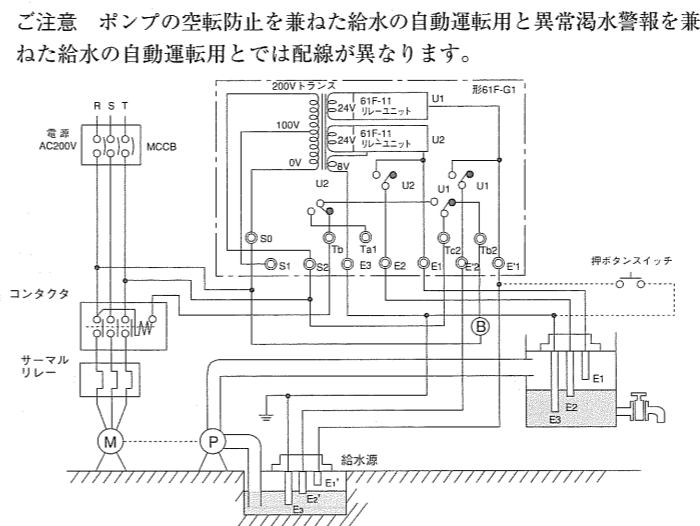 ご注意　ポンプの空転防止を兼ねた給水の自動運転用と異常渇水警報を兼
ねた給水の自動運転用とでは配線が異なります。
200Vトランス
形61F-G1
R S T
電源
AC200V
MCCB
61F-11
リレーユニット
24V
U1
100V
61F-11
リレーユニット
24V
U2
0V
8V
U2
U2
U1
U1
S0
Tb
Ta1
Tc2
Tb2
S1
S2
E3
E2
E1
E'2
E'1
押ボタンスイッチ
コンタクタ
B
サーマル
リレー
E1
E2
E3
M
P
給水源
E1'
E2'
E3